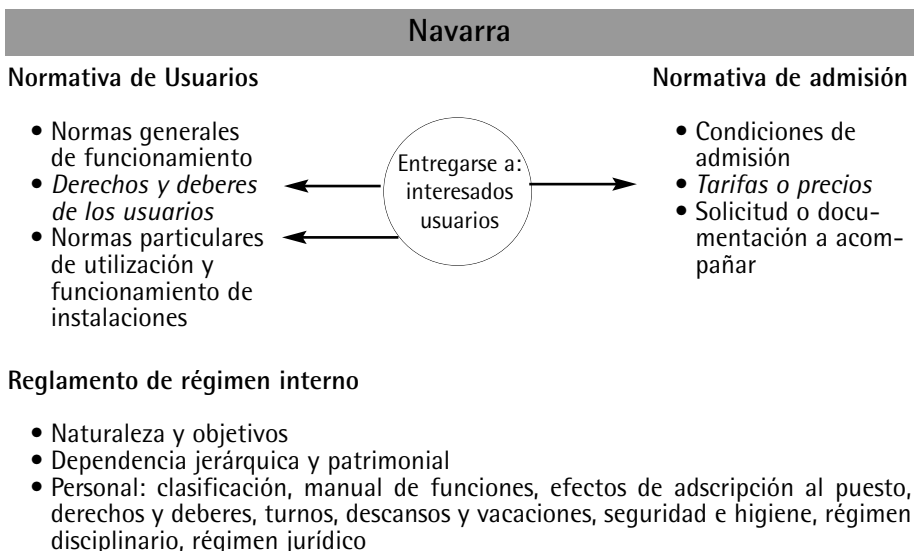 Navarra
Normativa de Usuarios
• Normas generales
de funcionamiento
• Derechos y deberes
de los usuarios
• Normas particulares
de utilización y
funcionamiento de
instalaciones
Entregarse a:
interesados
usuarios
Normativa de admisión
• Condiciones de
admisión
• Tarifas o precios
• Solicitud o docu-
mentación a acom-
pañar
Reglamento de régimen interno
• Naturaleza y objetivos
• Dependencia jerárquica y patrimonial
• Personal: clasificación, manual de funciones, efectos de adscripción al puesto,
derechos y deberes, turnos, descansos y vacaciones, seguridad e higiene, régimen
disciplinario, régimen jurídico